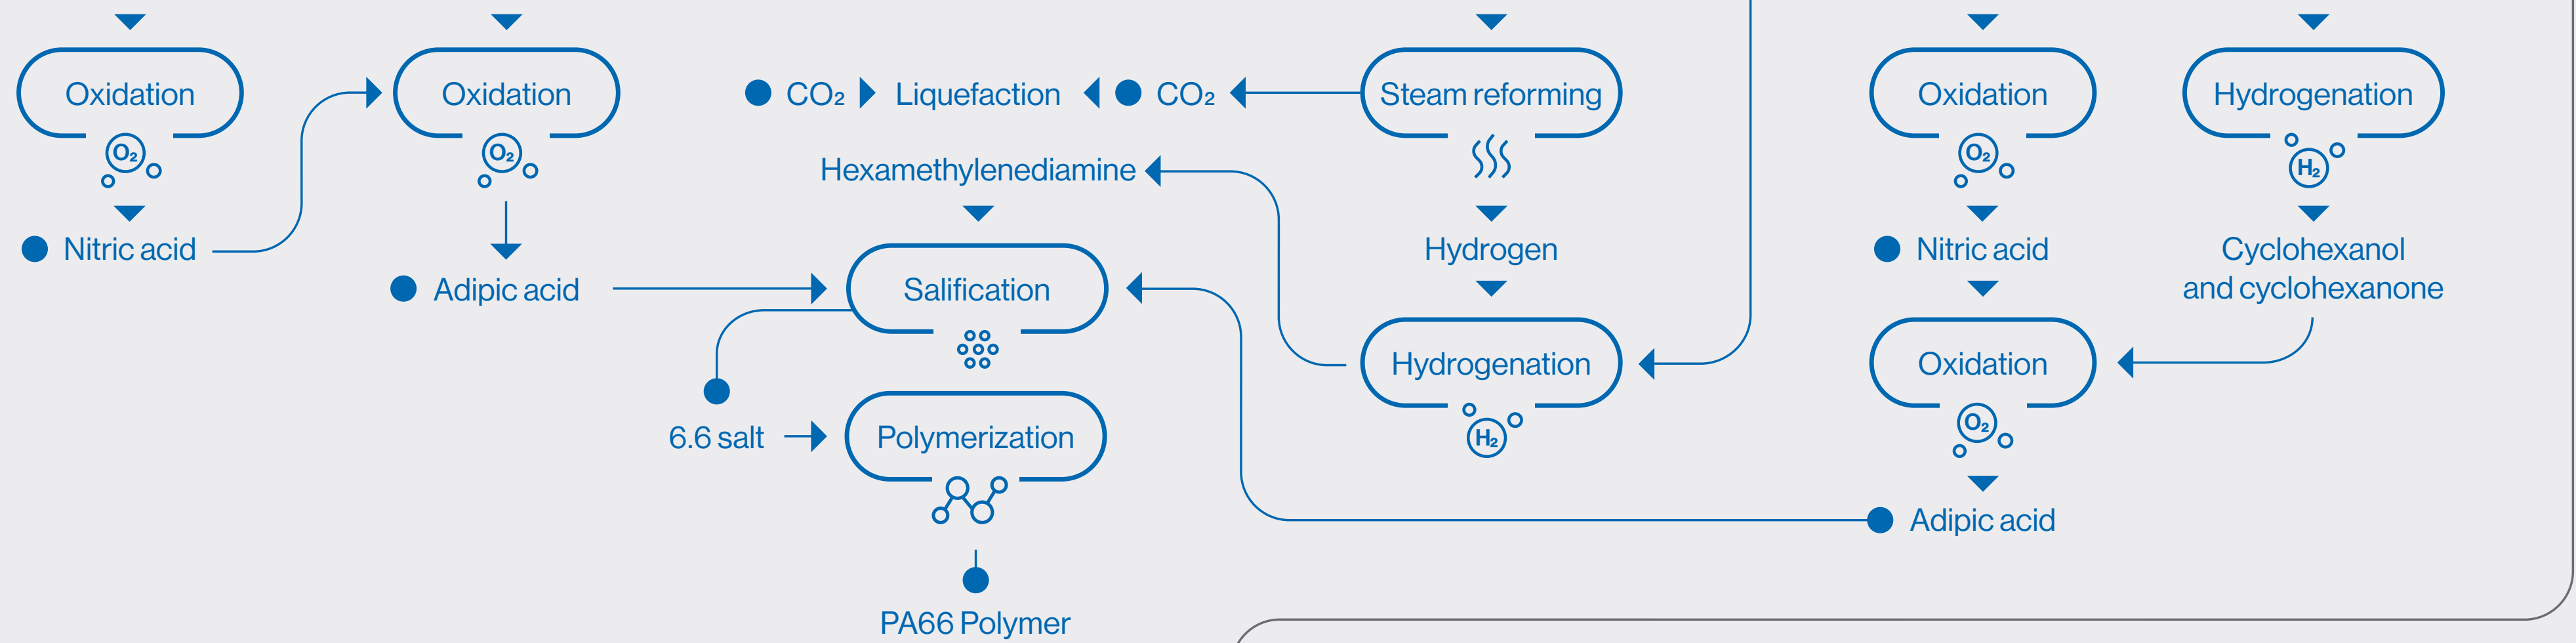 Oxidation
Oxidation
CO₂
Liquefaction
CO₂
Steam reforming
Oxidation
Hydrogenation
O₂
O₂
O₂
H₂
Hexamethylenediamine
Nitric acid
Hydrogen
Nitric acid
Cyclohexanol
and cyclohexanone
Adipic acid
Salification
Hydrogenation
Oxidation
H₂
O₂
6.6 salt
Polymerization
Adipic acid
PA66 Polymer